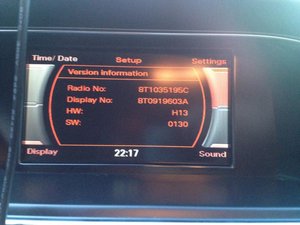 Time/ Date Setup Settings
Version information
Radio No: 8T1035195C
Display No: 8T0919603A
HW: H13
SW: 0130
Display 22:17 Sound